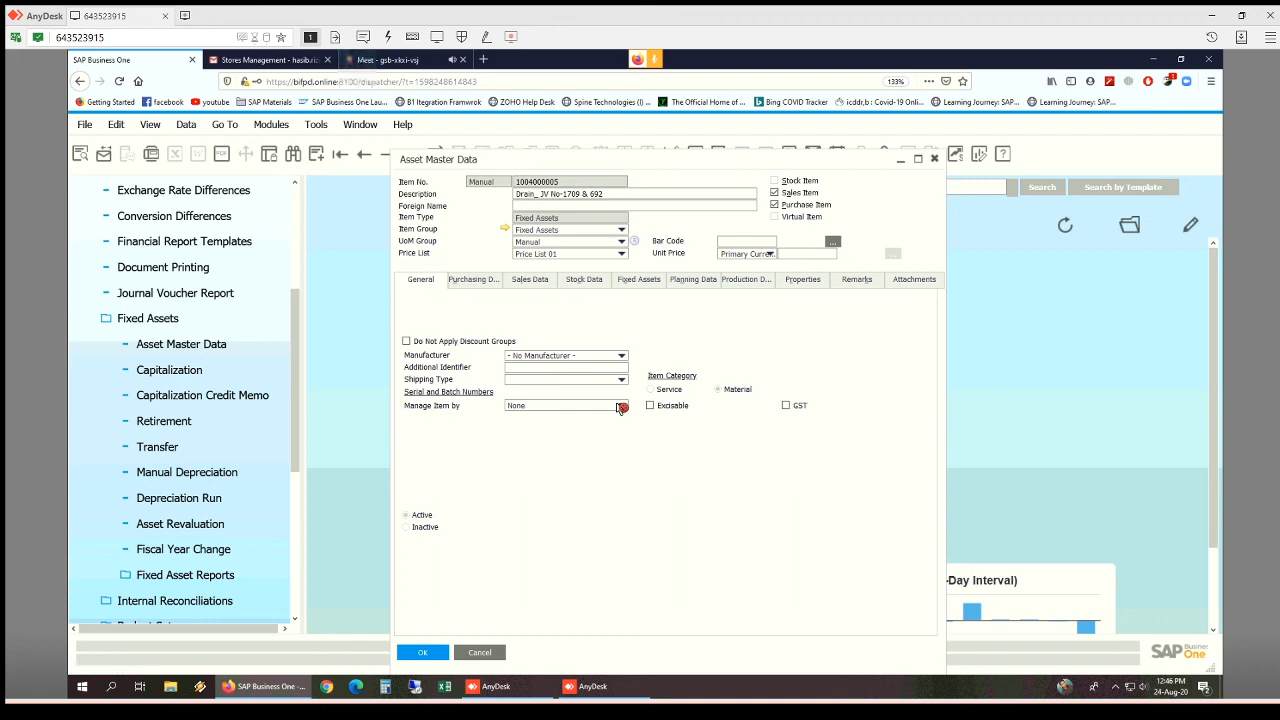 AnyDesk
643523915
643523915
1
SAP Business One
Stores Management - hasib.ris
Meet - gsb-xkxi-vsj
https://bifpd.online:8100/dispatcher/?t=1598248614843
133%
Getting Started
facebook
youtube
SAP Materials
SAP Business One Lau...
B1 iIegration Framwrok
ZOHO Help Desk
Spine Technologies (I)...
The Official Home of ...
Bing COVID Tracker
icddr,b : Covid-19 Onli...
Learning Journey: SAP...
Learning Journey: SAP...
File
Edit
View
Data
Go To
Modules
Tools
Window
Help
Exchange Rate Differences
Conversion Differences
Financial Report Templates
Document Printing
Journal Voucher Report
Fixed Assets
Asset Master Data
Capitalization
Capitalization Credit Memo
Retirement
Transfer
Manual Depreciation
Depreciation Run
Asset Revaluation
Fiscal Year Change
Fixed Asset Reports
Internal Reconciliations
Asset Master Data
Item No.
Manual
1004000005
Description
Drain_ JV No-1709 & 692
Foreign Name
Item Type
Fixed Assets
Item Group
Fixed Assets
UoM Group
Manual
Price List
Price List 01
Stock Item
Sales Item
Purchase Item
Virtual Item
Bar Code
...
Unit Price
Primary Curre...
...
General
Purchasing D...
Sales Data
Stock Data
Fixed Assets
Planning Data
Production D...
Properties
Remarks
Attachments
Do Not Apply Discount Groups
Manufacturer
- No Manufacturer -
Additional Identifier
Shipping Type
Serial and Batch Numbers
Manage Item by
None
Item Category
Service
Material
Excisable
GST
Active
Inactive
OK
Cancel
Search
Search by Template
-Day Interval)
SAP Business One
SAP Business One -...
AnyDesk
AnyDesk
12:46 PM
24-Aug-20
2